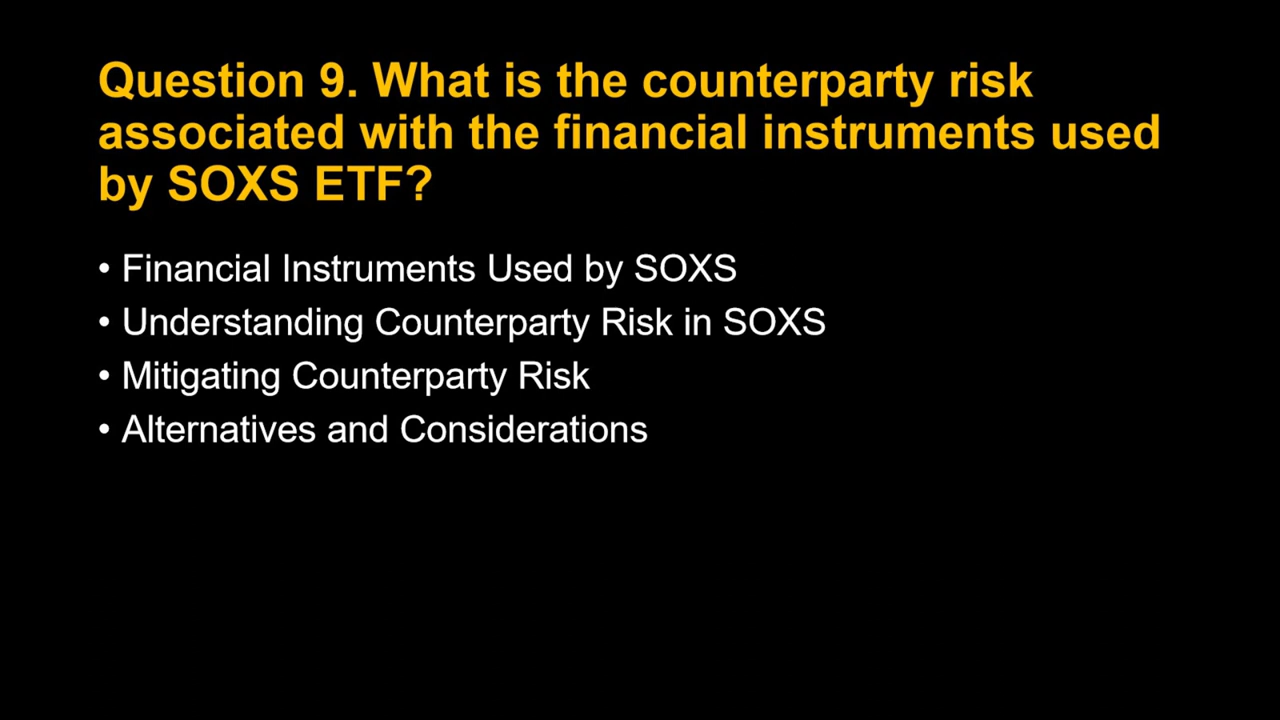 Question 9. What is the counterparty risk
associated with the financial instruments used
by SOXS ETF?
• Financial Instruments Used by SOXS
• Understanding Counterparty Risk in SOXS
• Mitigating Counterparty Risk
• Alternatives and Considerations